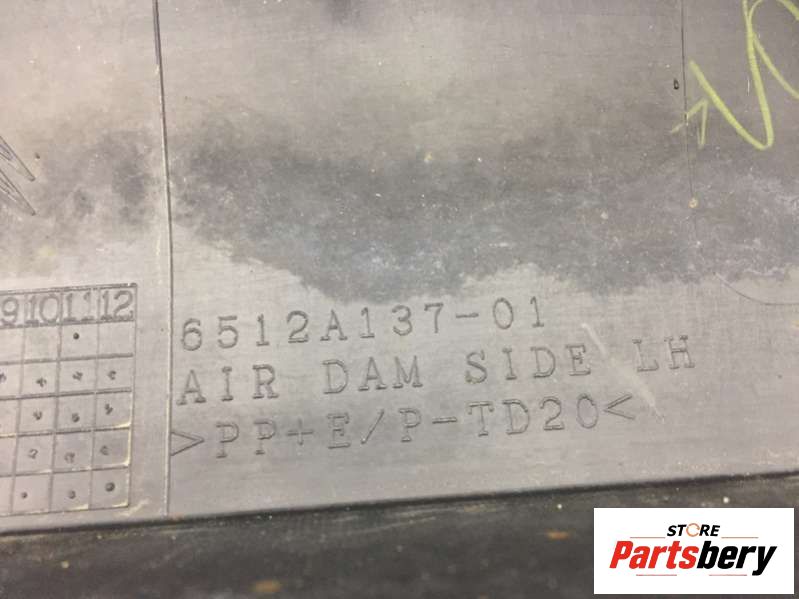 9 10 11 12
6512A137-01
AIR DAM SIDE LH
>PP+E/P-TD20<
STORE
Partsbery